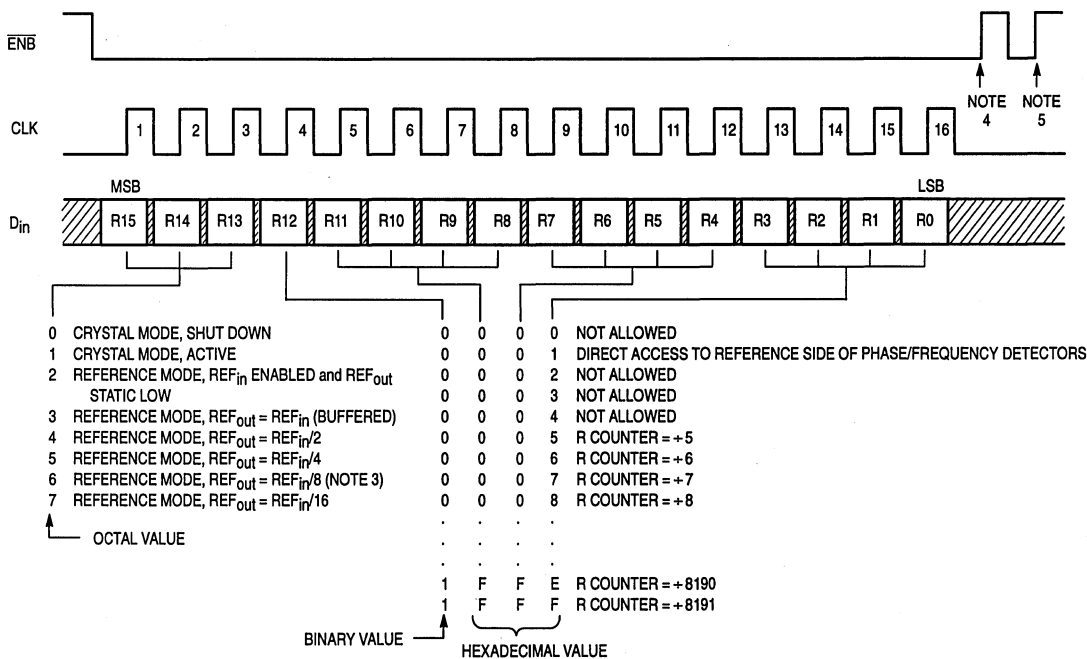 ENB
NOTE 4
NOTE 5
CLK
1 2 3 4 5 6 7 8 9 10 11 12 13 14 15 16
MSB
LSB
Din
R15 R14 R13 R12 R11 R10 R9 R8 R7 R6 R5 R4 R3 R2 R1 R0
0 CRYSTAL MODE, SHUT DOWN
1 CRYSTAL MODE, ACTIVE
2 REFERENCE MODE, REFin ENABLED and REFout
STATIC LOW
3 REFERENCE MODE, REFout = REFin (BUFFERED)
4 REFERENCE MODE, REFout = REFin/2
5 REFERENCE MODE, REFout = REFin/4
6 REFERENCE MODE, REFout = REFin/8 (NOTE 3)
7 REFERENCE MODE, REFout = REFin/16
OCTAL VALUE
0 0 0 0 NOT ALLOWED
0 0 0 1 DIRECT ACCESS TO REFERENCE SIDE OF PHASE/FREQUENCY DETECTORS
0 0 0 2 NOT ALLOWED
0 0 0 3 NOT ALLOWED
0 0 0 4 NOT ALLOWED
0 0 0 5 R COUNTER = ÷5
0 0 0 6 R COUNTER = ÷6
0 0 0 7 R COUNTER = ÷7
0 0 0 8 R COUNTER = ÷8
. . . .
. . . .
. . . .
1 F F E R COUNTER = ÷8190
1 F F F R COUNTER = ÷8191
BINARY VALUE
HEXADECIMAL VALUE